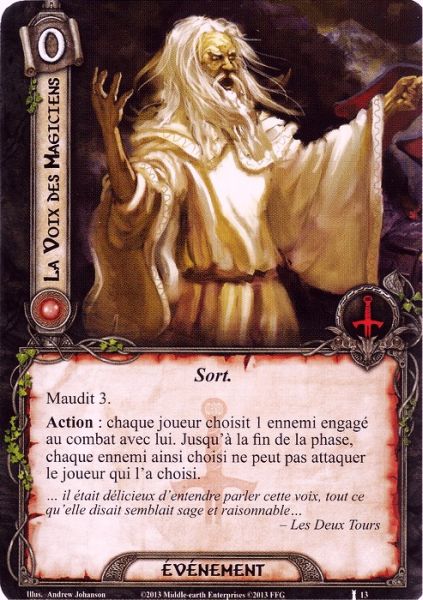 0
La Voix des Magiciens
Sort.
Maudit 3.
Action : chaque joueur choisit 1 ennemi engagé
au combat avec lui. Jusqu'à la fin de la phase,
chaque ennemi ainsi choisi ne peut pas attaquer
le joueur qui l'a choisi.
… il était délicieux d'entendre parler cette voix, tout ce
qu'elle disait semblait sage et raisonnable…
– Les Deux Tours
ÉVÉNEMENT
Illus. Andrew Johanson ©2013 Middle-earth Enterprises ©2013 FFG 13